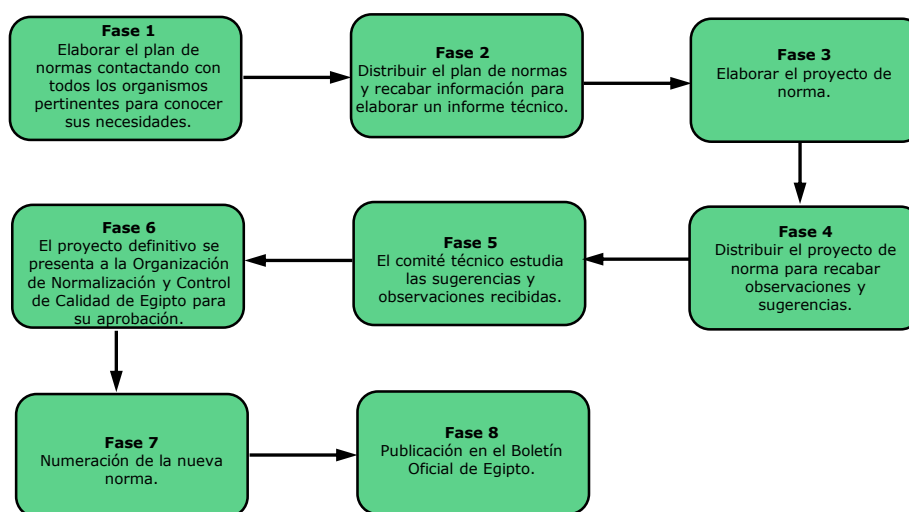 Fase 1
Elaborar el plan de
normas contactando con
todos los organismos
pertinentes para conocer
sus necesidades.
Fase 2
Distribuir el plan de normas
y recabar información para
elaborar un informe técnico.
Fase 3
Elaborar el proyecto de
norma.
Fase 4
Distribuir el proyecto de
norma para recabar
observaciones y
sugerencias.
Fase 5
El comité técnico estudia
las sugerencias y
observaciones recibidas.
Fase 6
El proyecto definitivo se
presenta a la Organización
de Normalización y Control
de Calidad de Egipto para
su aprobación.
Fase 7
Numeración de la nueva
norma.
Fase 8
Publicación en el Boletín
Oficial de Egipto.